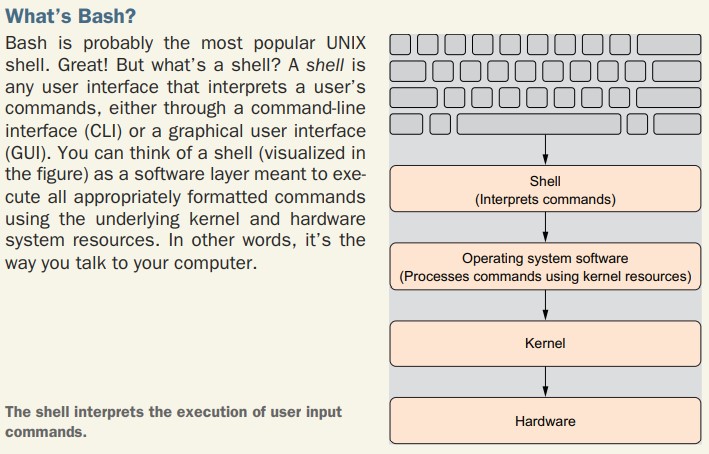 What's Bash?
Bash is probably the most popular UNIX
shell. Great! But what's a shell? A shell is
any user interface that interprets a user's
commands, either through a command-line
interface (CLI) or a graphical user interface
(GUI). You can think of a shell (visualized in
the figure) as a software layer meant to exe-
cute all appropriately formatted commands
using the underlying kernel and hardware
system resources. In other words, it's the
way you talk to your computer.
The shell interprets the execution of user input
commands.
Shell
(Interprets commands)
Operating system software
(Processes commands using kernel resources)
Kernel
Hardware